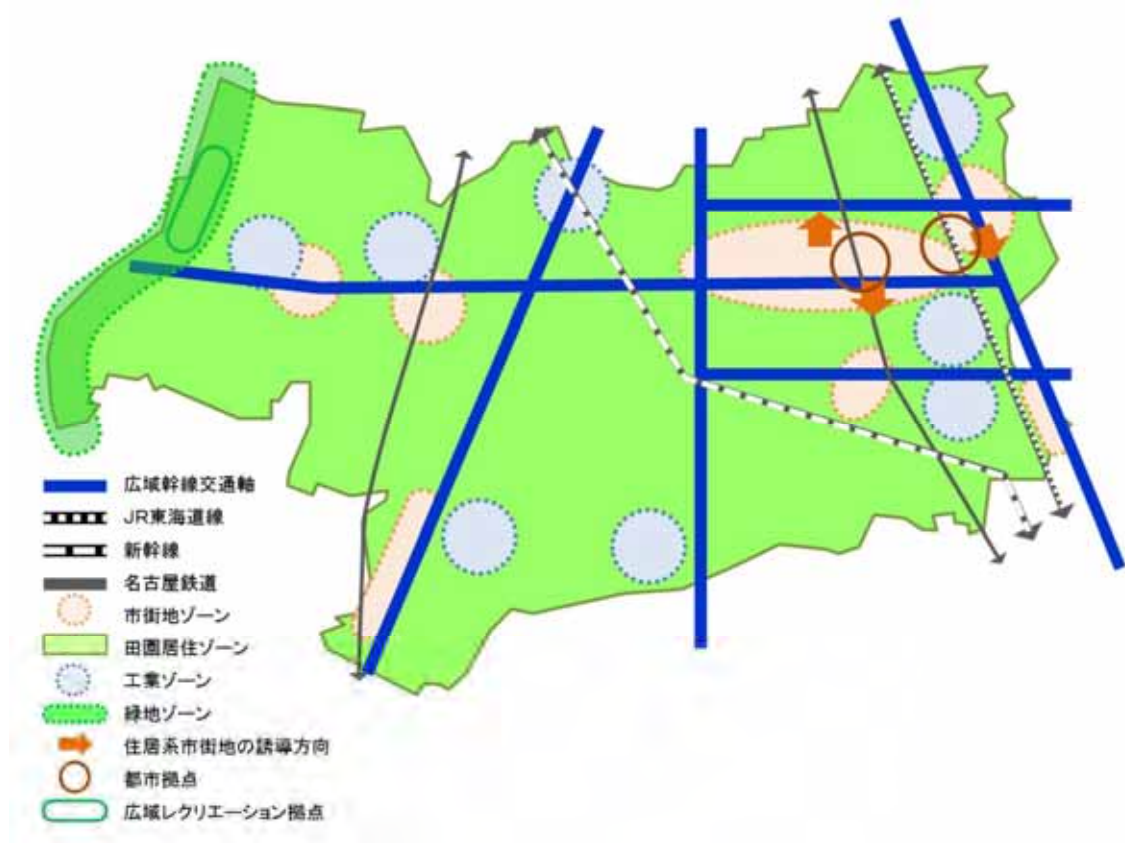 広域幹線交通軸
JR東海道線
新幹線
名古屋鉄道
市街地ゾーン
田園居住ゾーン
工業ゾーン
緑地ゾーン
住居系市街地の誘導方向
都市拠点
広域レクリエーション拠点